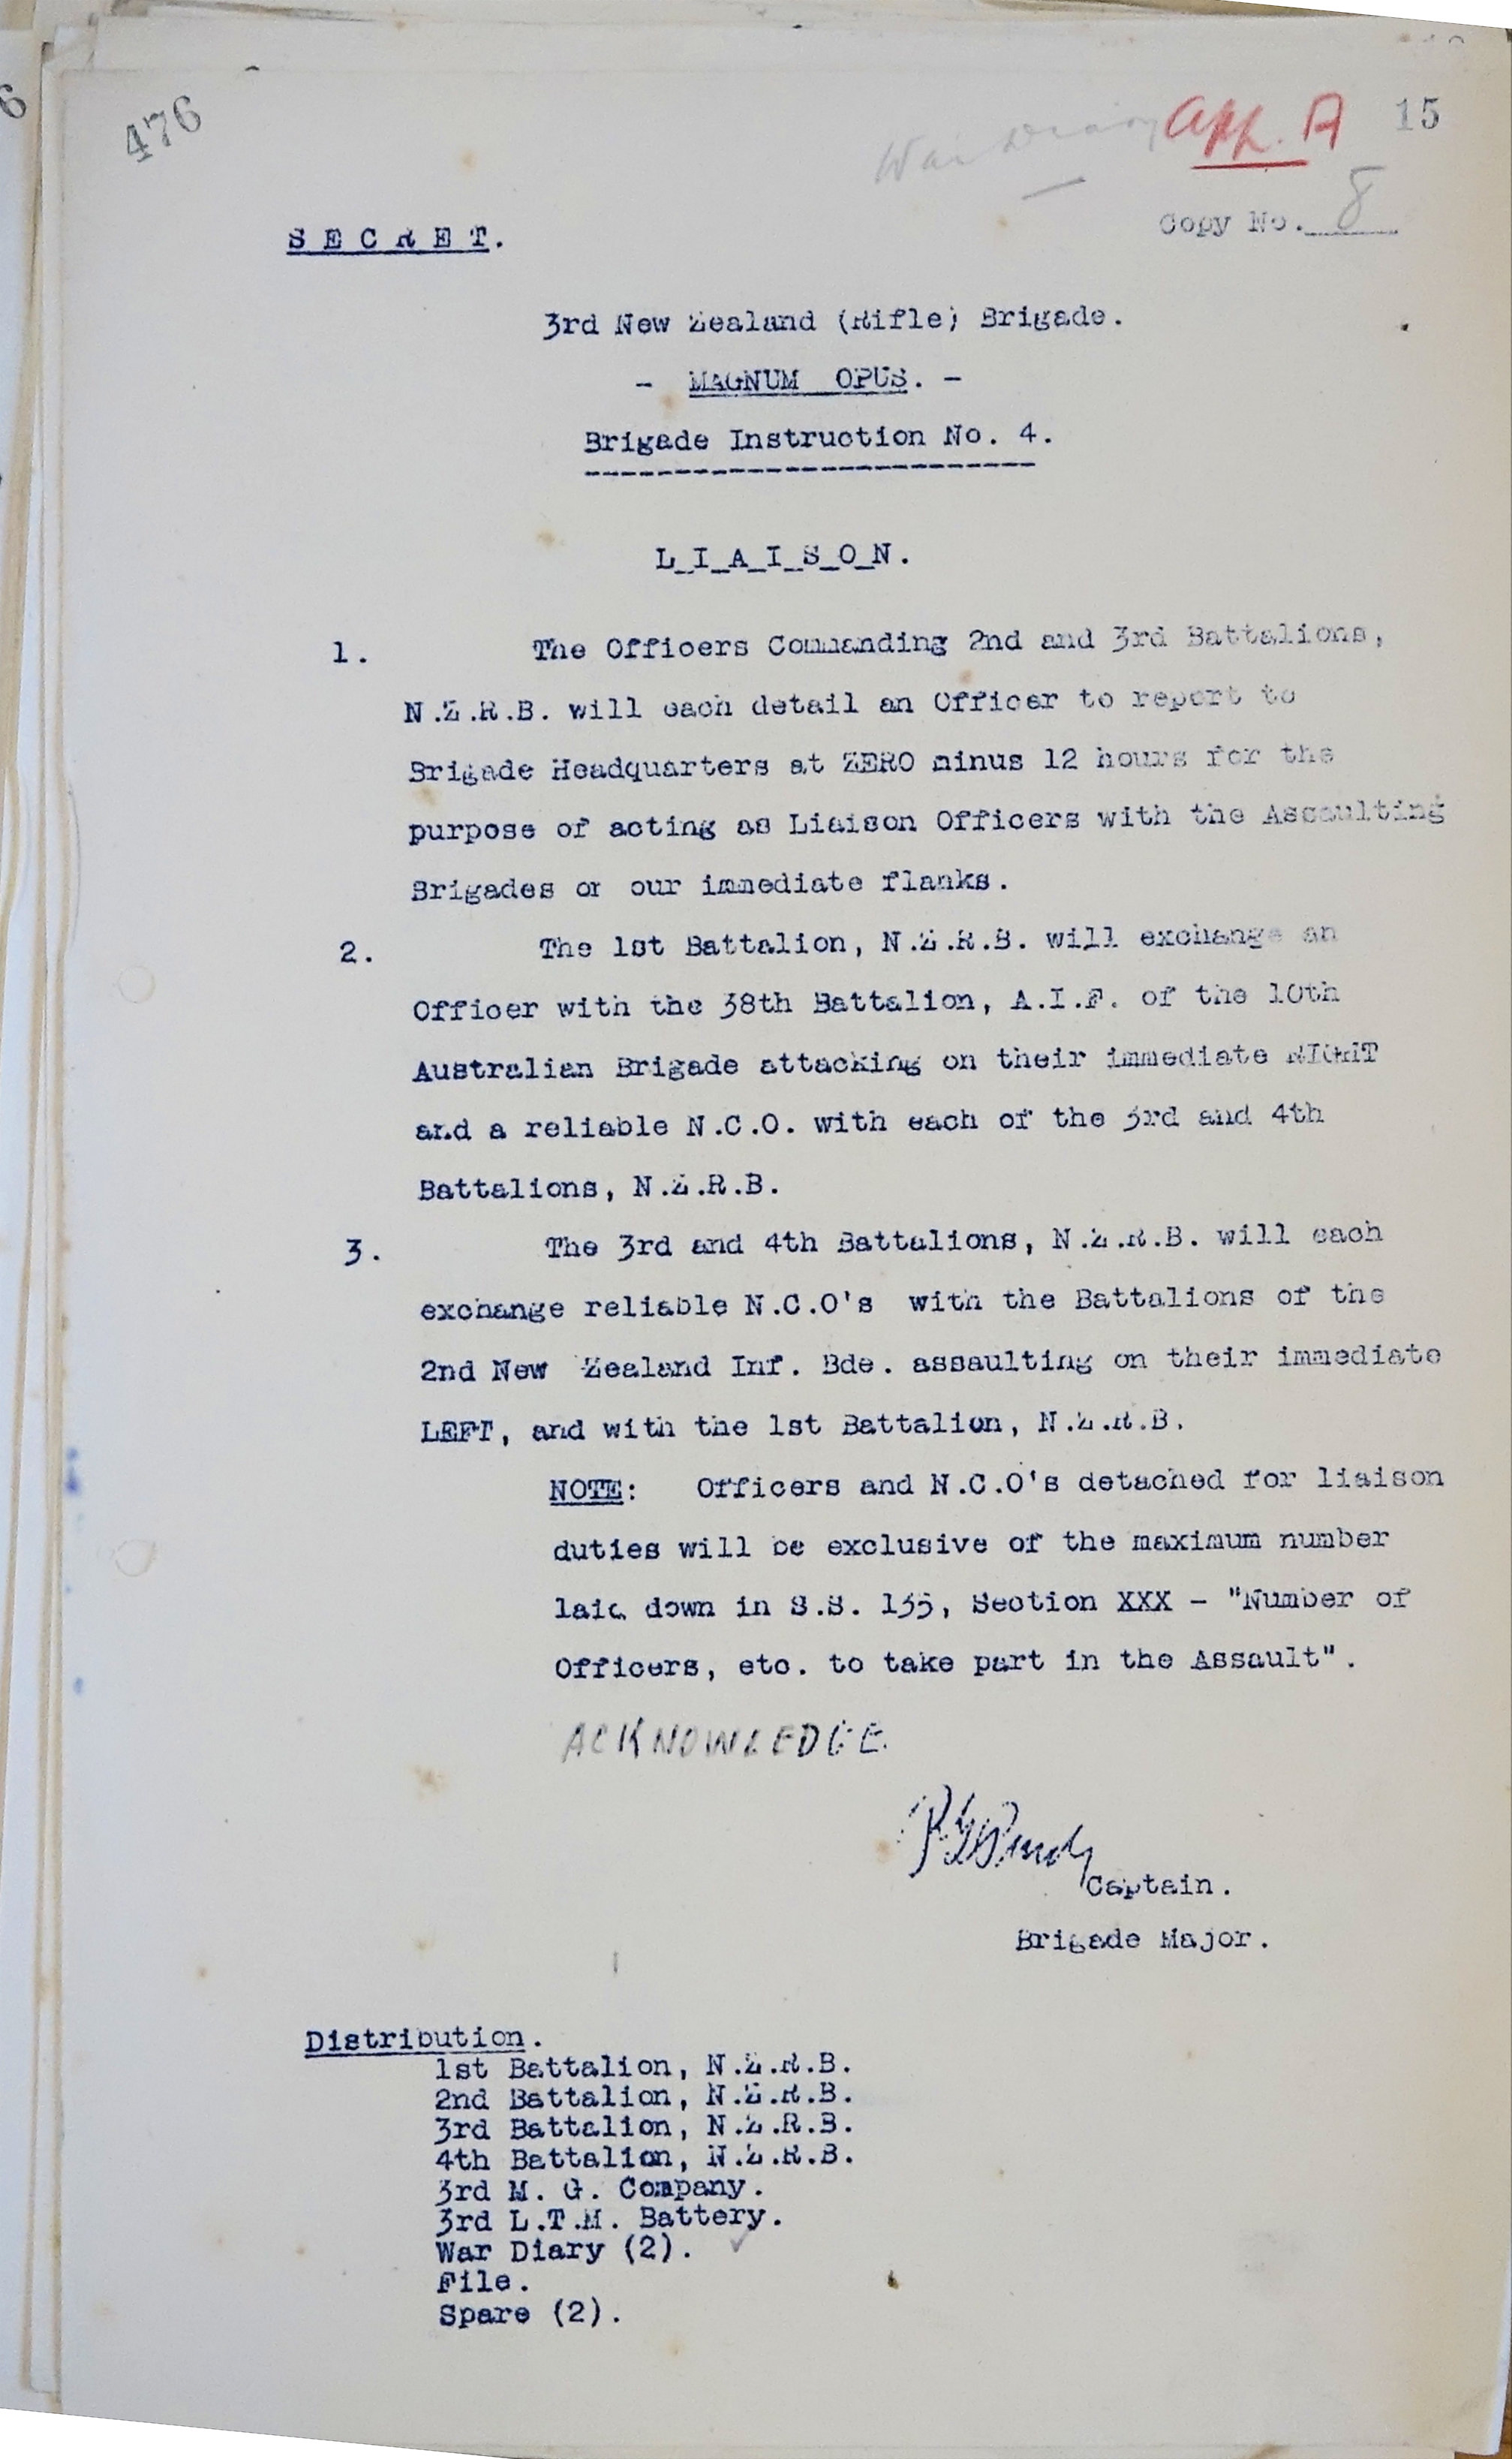 6
476
War Diary App. A 15
Copy No. 8
S E C R E T.
3rd New Zealand (Rifle) Brigade.
- MAGNUM OPUS. -
Brigade Instruction No. 4.
-------------------------
L_I_A_I_S_O_N.
1. The Officers Commanding 2nd and 3rd Battalions,
N.Z.R.B. will each detail an Officer to report to
Brigade Headquarters at ZERO minus 12 hours for the
purpose of acting as Liaison Officers with the Assaulting
Brigades or our immediate flanks.
2. The 1st Battalion, N.Z.R.B. will exchange an
Officer with the 38th Battalion, A.I.F. of the 10th
Australian Brigade attacking on their immediate RIGHT
and a reliable N.C.O. with each of the 3rd and 4th
Battalions, N.Z.R.B.
3. The 3rd and 4th Battalions, N.Z.R.B. will each
exchange reliable N.C.O's with the Battalions of the
2nd New Zealand Inf. Bde. assaulting on their immediate
LEFT, and with the 1st Battalion, N.Z.R.B.
NOTE: Officers and N.C.O's detached for liaison
duties will be exclusive of the maximum number
laid down in S.S. 135, Section XXX - "Number of
Officers, etc. to take part in the Assault".
ACKNOWLEDGE.
Captain.
Brigade Major.
Distribution.
1st Battalion, N.Z.R.B.
2nd Battalion, N.Z.R.B.
3rd Battalion, N.Z.R.B.
4th Battalion, N.Z.R.B.
3rd M. G. Company.
3rd L.T.M. Battery.
War Diary (2). ✓
File.
Spare (2).